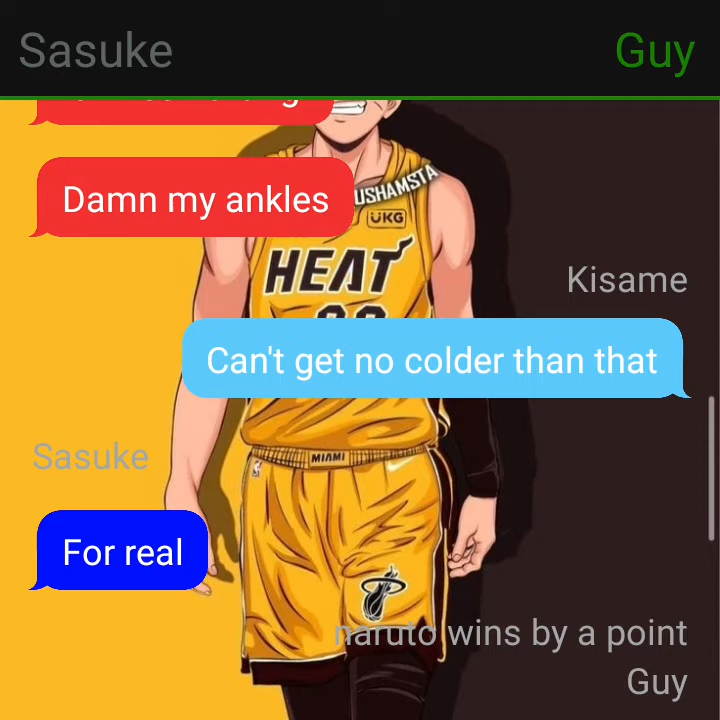 Sasuke
Guy
Damn my ankles
USHAMSTA
UKG
HEAT
Kisame
Can't get no colder than that
MIAMI
Sasuke
For real
naruto wins by a point
Guy